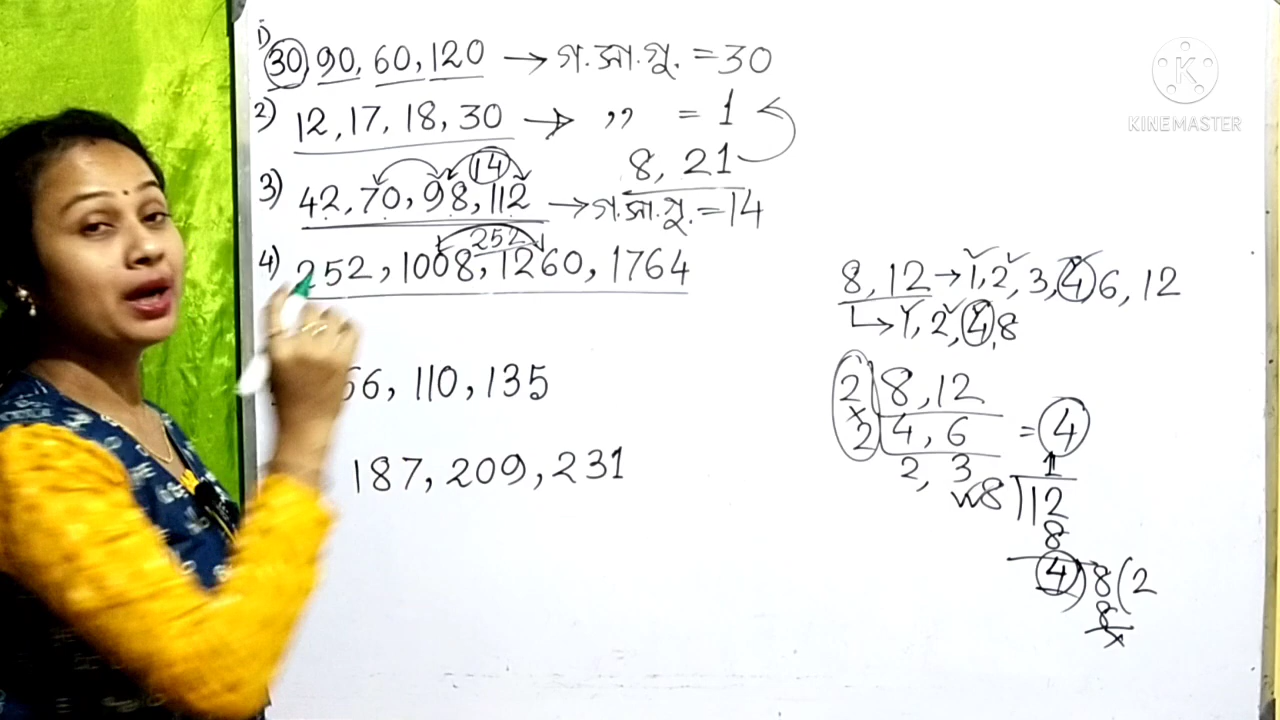 1)
30, 90, 60, 120 → গ.সা.গু. = 30
2) 12, 17, 18, 30 → ,, = 1
8, 21
14
3) 42, 70, 98, 112 → গ.সা.গু. = 14
252
4) 252, 1008, 1260, 1764
66, 110, 135
187, 209, 231
8, 12 → 1, 2, 3, 4 6, 12
→ 1, 2, 4, 8
2 8, 12
× 2 4, 6 = 4
2, 3
1
8 ) 12
8
4 ) 8 ( 2
8
×
KINEMASTER